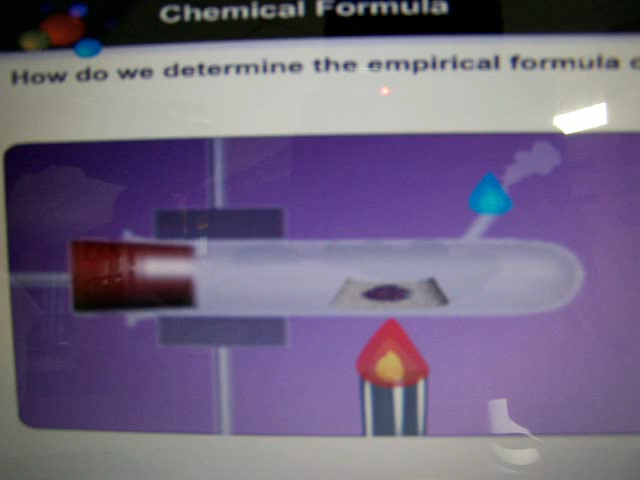 Chemical Formula
How do we determine the empirical formula